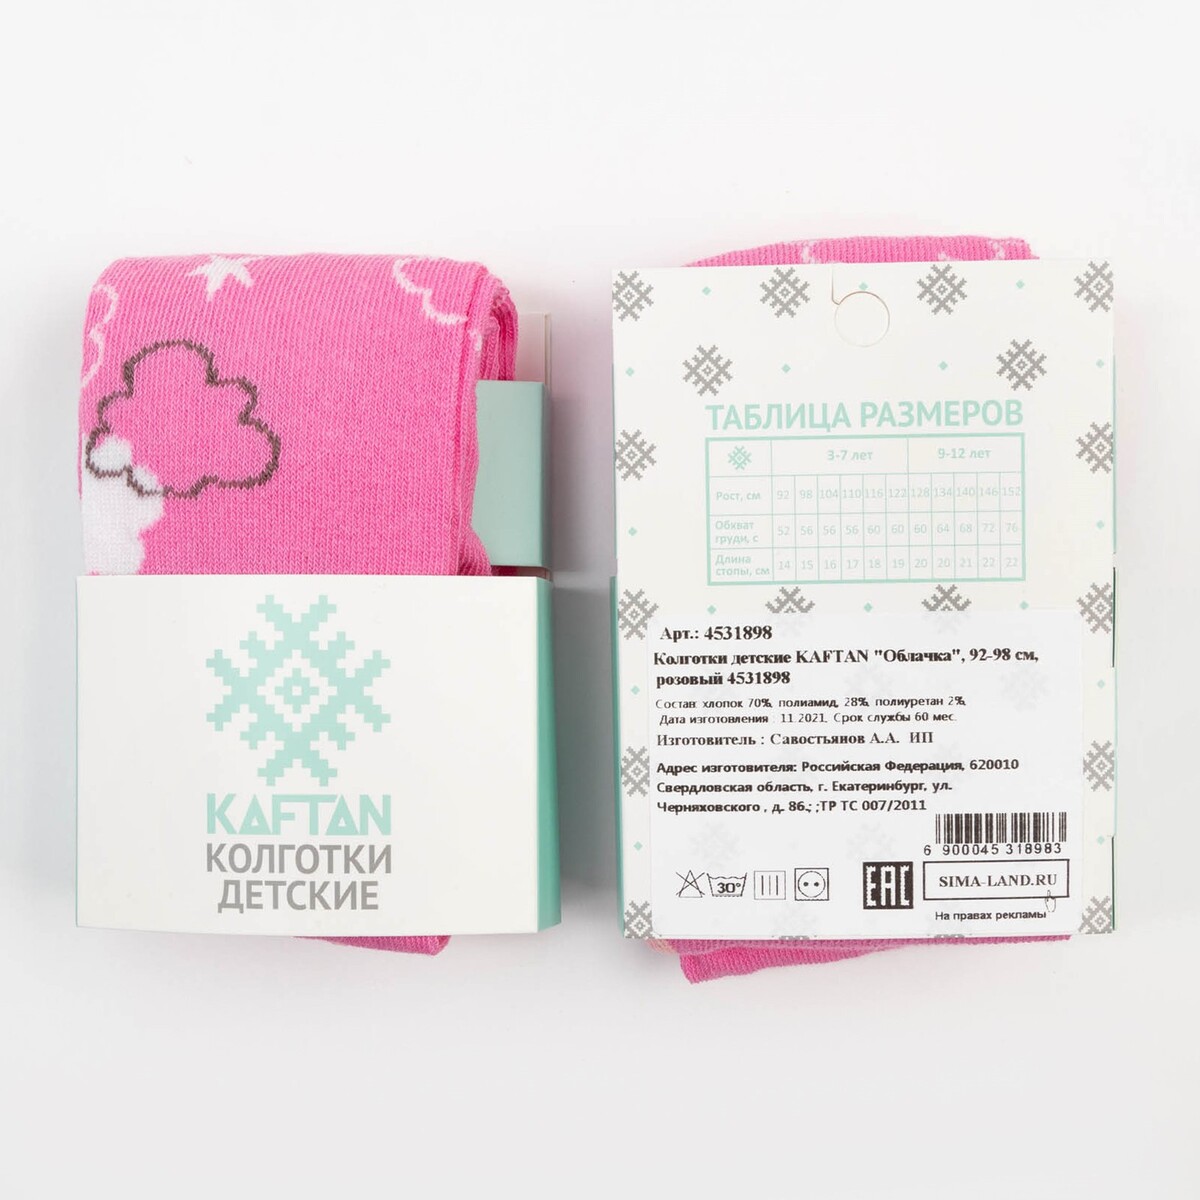 KAFTAN
КОЛГОТКИ
ДЕТСКИЕ
ТАБЛИЦА РАЗМЕРОВ
3-7 лет 9-12 лет
Рост, см 92 98 104 110 116 122 128 134 140 146 152
Обхват
груди, с 52 56 56 56 60 60 60 64 68 72 76
Длина
стопы, см 14 15 16 17 18 19 20 20 21 22 22
Арт.: 4531898
Колготки детские KAFTAN "Облачка", 92-98 см,
розовый 4531898
Состав: хлопок 70%, полиамид, 28%, полиуретан 2%,
Дата изготовления : 11.2021, Срок службы 60 мес.
Изготовитель : Савостьянов А.А. ИП
Адрес изготовителя: Российская Федерация, 620010
Свердловская область, г. Екатеринбург, ул.
Черняховского , д. 86.; ;ТР ТС 007/2011
6 900045 318983
30°
EAC
SIMA-LAND.RU
На правах рекламы